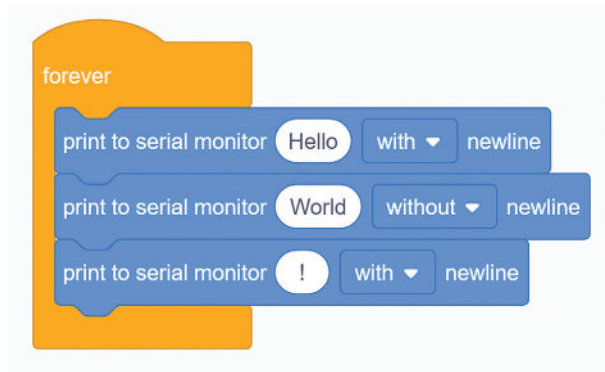 forever
print to serial monitor Hello with newline
print to serial monitor World without newline
print to serial monitor ! with newline